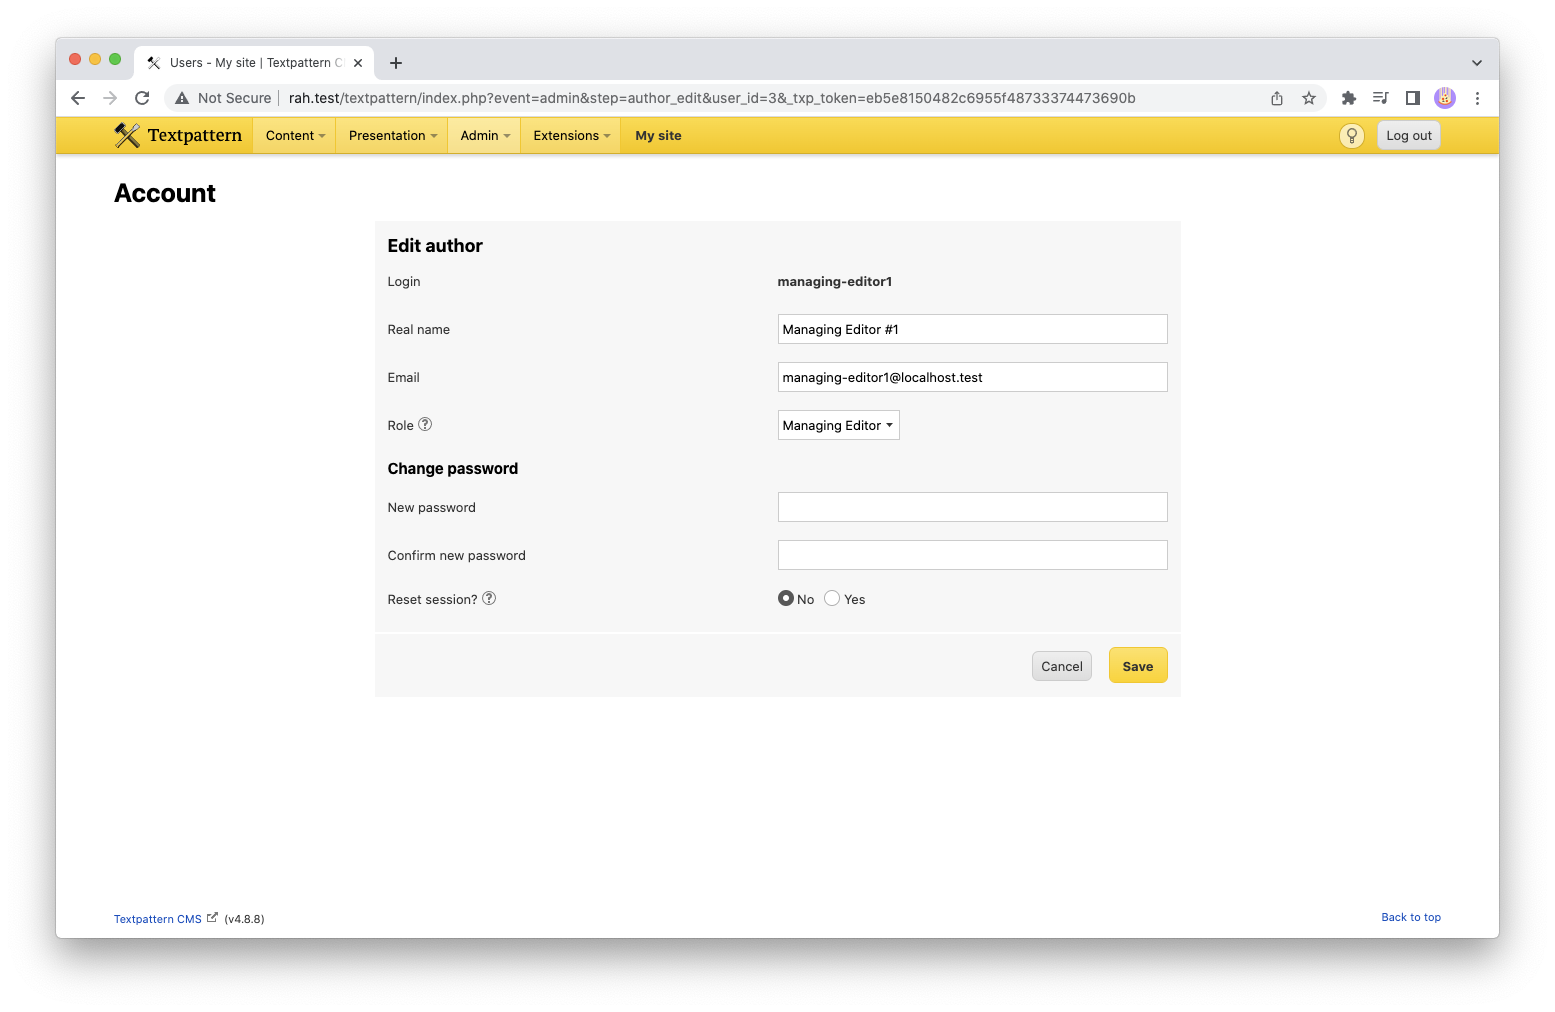 Users - My site | Textpattern C
Not Secure rah.test/textpattern/index.php?event=admin&step=author_edit&user_id=3&_txp_token=eb5e8150482c6955f48733374473690b
Textpattern Content Presentation Admin Extensions My site Log out
Account
Edit author
Login managing-editor1
Real name Managing Editor #1
Email managing-editor1@localhost.test
Role ? Managing Editor
Change password
New password
Confirm new password
Reset session? ? No Yes
Cancel Save
Textpattern CMS (v4.8.8) Back to top